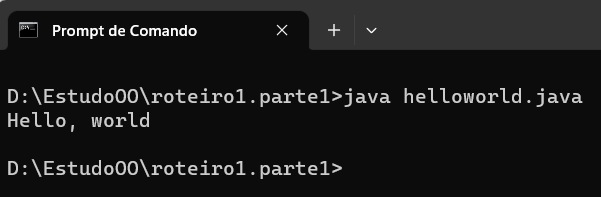 Prompt de Comando
D:\EstudoOO\roteiro1.parte1>java helloworld.java
Hello, world
D:\EstudoOO\roteiro1.parte1>